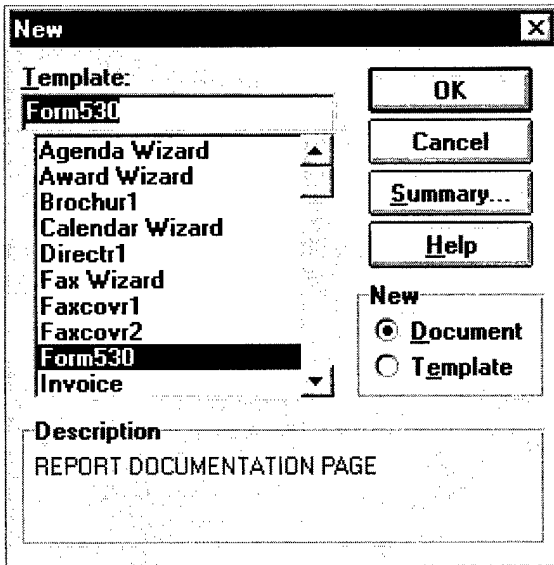 New
Template:
Form530
Agenda Wizard
Award Wizard
Brochur1
Calendar Wizard
Directr1
Fax Wizard
Faxcovr1
Faxcovr2
Form530
Invoice
OK
Cancel
Summary...
Help
New
Document
Template
Description
REPORT DOCUMENTATION PAGE